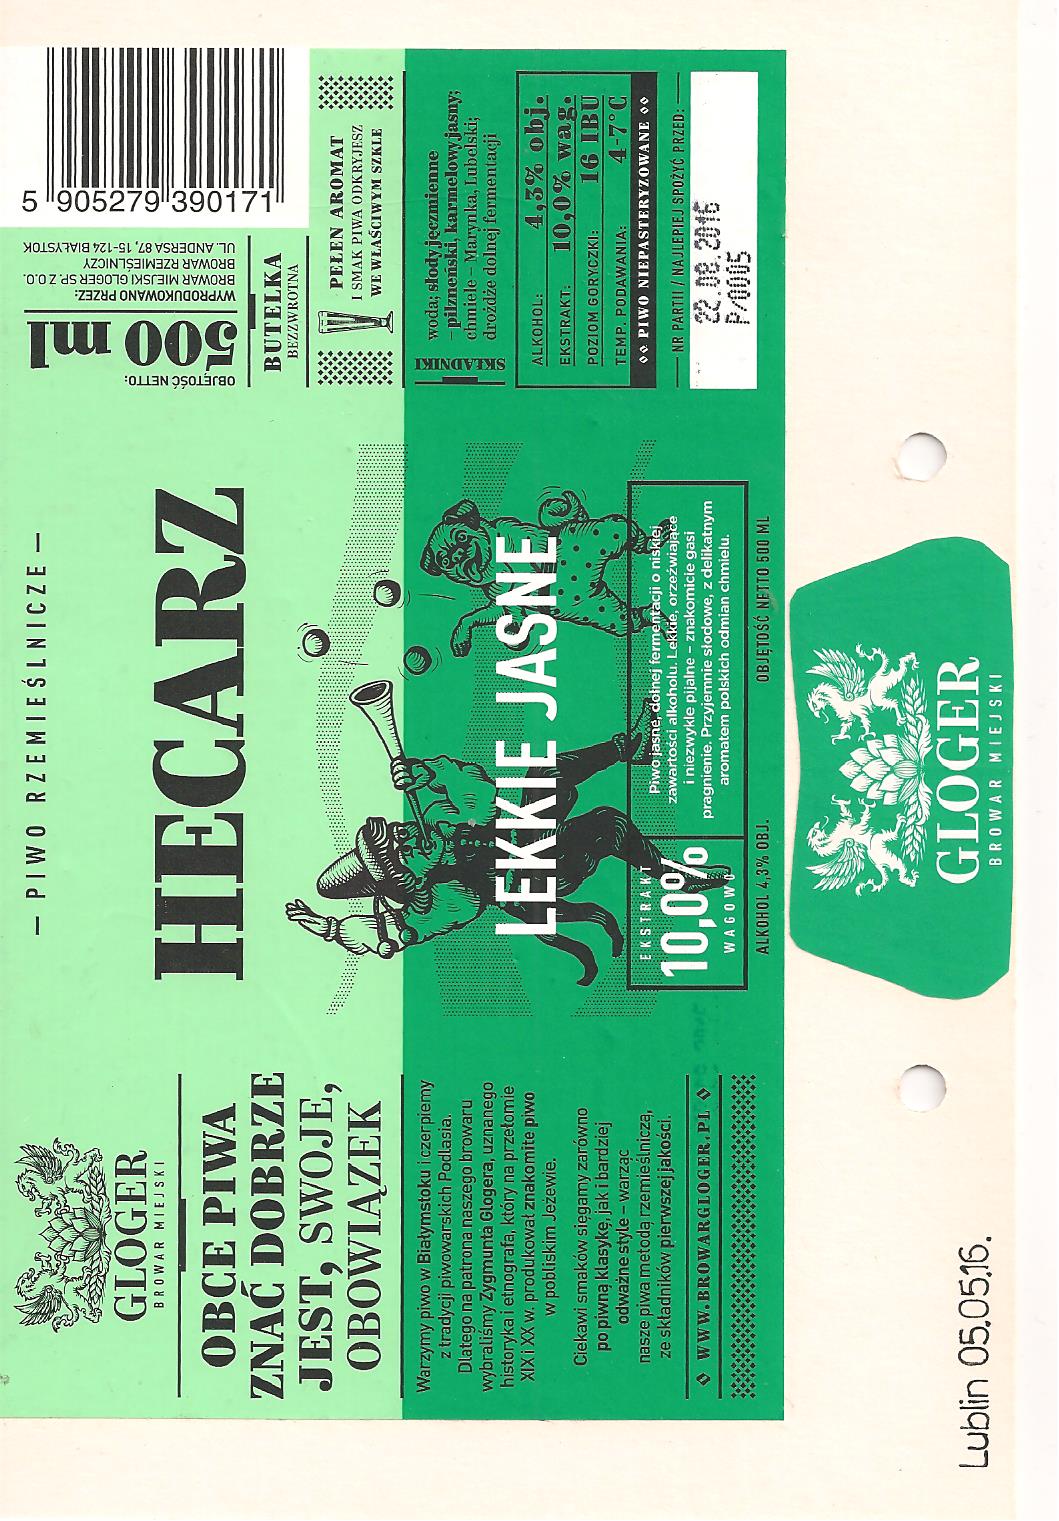 GLOGER
BROWAR MIEJSKI
OBCE PIWA
ZNAĆ DOBRZE
JEST, SWOJE,
OBOWIĄZEK
Warzymy piwo w Białymstoku i czerpiemy
z tradycji piwowarskich Podlasia.
Dlatego na patrona naszego browaru
wybraliśmy Zygmunta Glogera, uznanego
historyka i etnografa, który na przełomie
XIX i XX w. produkował znakomite piwo
w pobliskim Jeżewie.
Ciekawi smaków sięgamy zarówno
po piwną klasykę, jak i bardziej
odważne style – warząc
nasze piwa metodą rzemieślniczą,
ze składników pierwszej jakości.
WWW.BROWARGLOGER.PL
— PIWO RZEMIEŚLNICZE —
HECARZ
LEKKIE JASNE
EKSTRAKT
10,0%
WAGOWO
Piwo jasne, dolnej fermentacji o niskiej
zawartości alkoholu. Lekkie, orzeźwiające
i niezwykle pijalne – znakomicie gasi
pragnienie. Przyjemnie słodowe, z delikatnym
aromatem polskich odmian chmielu.
ALKOHOL 4,3% OBJ.
OBJĘTOŚĆ NETTO 500 ML
5 905279 390171
OBJĘTOŚĆ NETTO:
500 ml
WYPRODUKOWANO PRZEZ:
BROWAR MIEJSKI GLOGER SP. Z O.O.
BROWAR RZEMIEŚLNICZY
UL. ANDERSA 87, 15-124 BIAŁYSTOK
BUTELKA
BEZZWROTNA
PEŁEN AROMAT
I SMAK PIWA ODKRYJESZ
WE WŁAŚCIWYM SZKLE
SKŁADNIKI
woda; słody jęczmienne
– pilzneński, karmelowy jasny;
chmiele – Marynka, Lubelski;
drożdże dolnej fermentacji
ALKOHOL: 4,3% obj.
EKSTRAKT: 10,0% wag.
POZIOM GORYCZKI: 16 IBU
TEMP. PODAWANIA: 4-7°C
PIWO NIEPASTERYZOWANE
— NR PARTII / NAJLEPIEJ SPOŻYĆ PRZED: —
22.08.2016
P/0005
GLOGER
BROWAR MIEJSKI
Lublin 05.05.16.